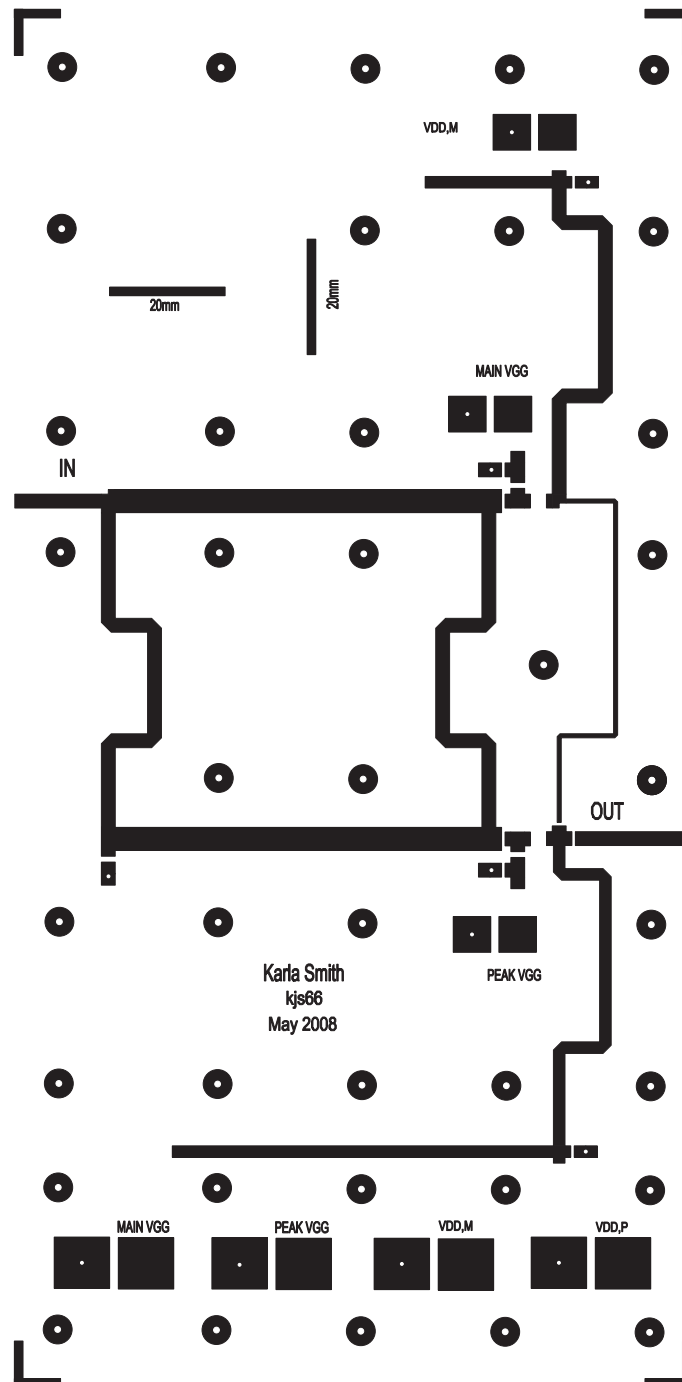 VDD,M
20mm
20mm
MAIN VGG
IN
OUT
PEAK VGG
Karla Smith
kjs66
May 2008
MAIN VGG
PEAK VGG
VDD,M
VDD,P